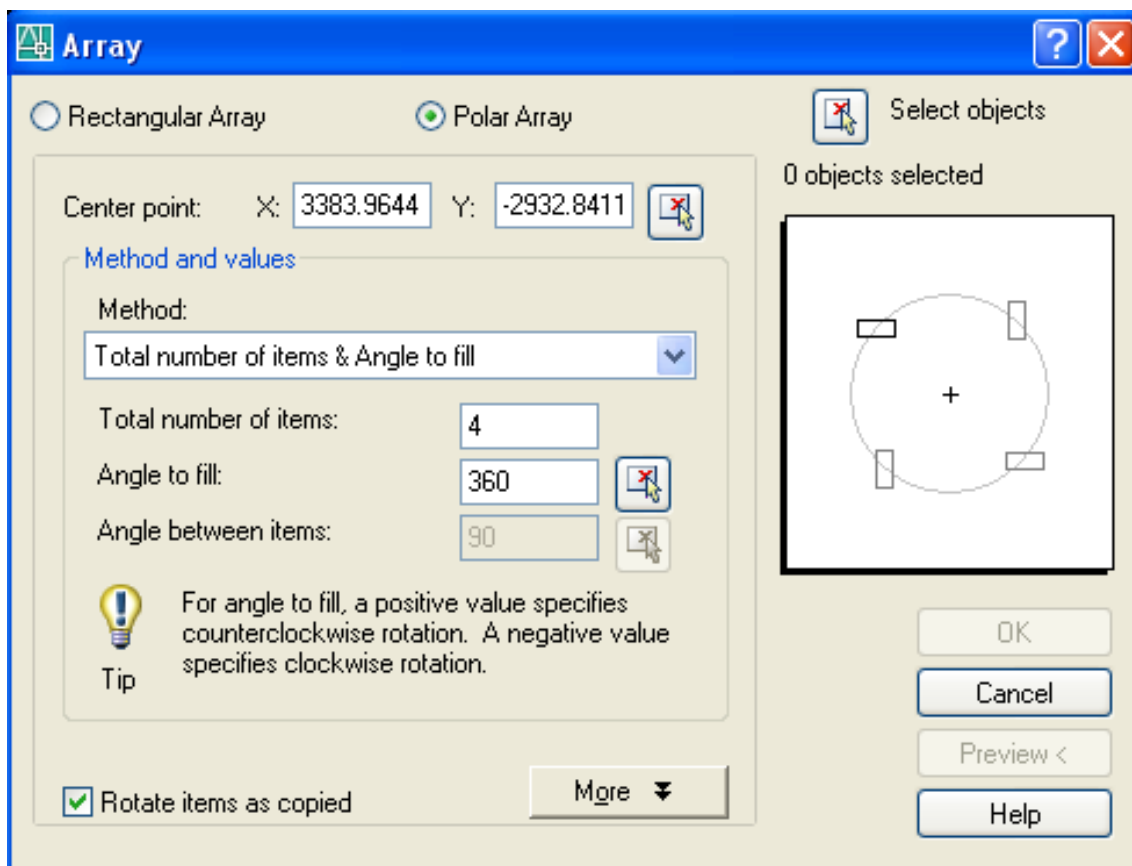 Array
Rectangular Array Polar Array Select objects
0 objects selected
Center point: X: 3383.9644 Y: -2932.8411
Method and values
Method:
Total number of items & Angle to fill
Total number of items: 4
Angle to fill: 360
Angle between items: 90
For angle to fill, a positive value specifies
counterclockwise rotation. A negative value
specifies clockwise rotation.
Tip
OK
Cancel
Preview <
Help
Rotate items as copied
More